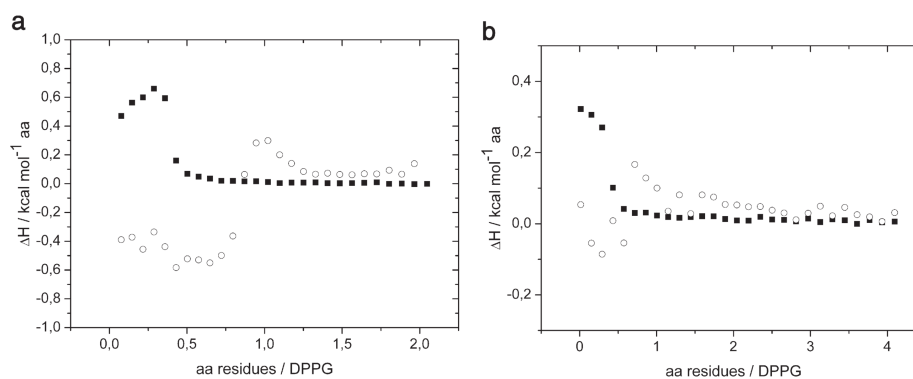 a
1,0
0,8
0,6
0,4
0,2
0,0
-0,2
-0,4
-0,6
-0,8
-1,0
ΔH / kcal mol⁻¹ aa
0,0 0,5 1,0 1,5 2,0
aa residues / DPPG
b
0,4
0,2
0,0
-0,2
ΔH / kcal mol⁻¹ aa
0 1 2 3 4
aa residues / DPPG